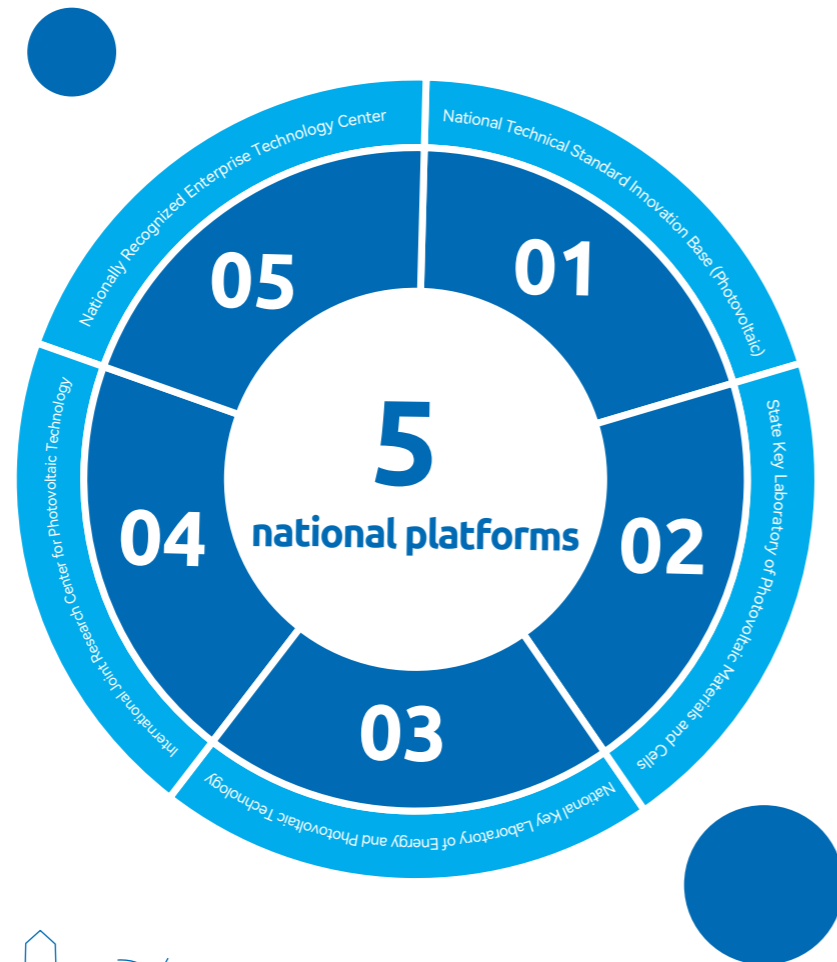 5
national platforms
01
National Technical Standard Innovation Base (Photovoltaic)
02
State Key Laboratory of Photovoltaic Materials and Cells
03
National Key Laboratory of Energy and Photovoltaic Technology
04
International Joint Research Center for Photovoltaic Technology
05
Nationally Recognized Enterprise Technology Center